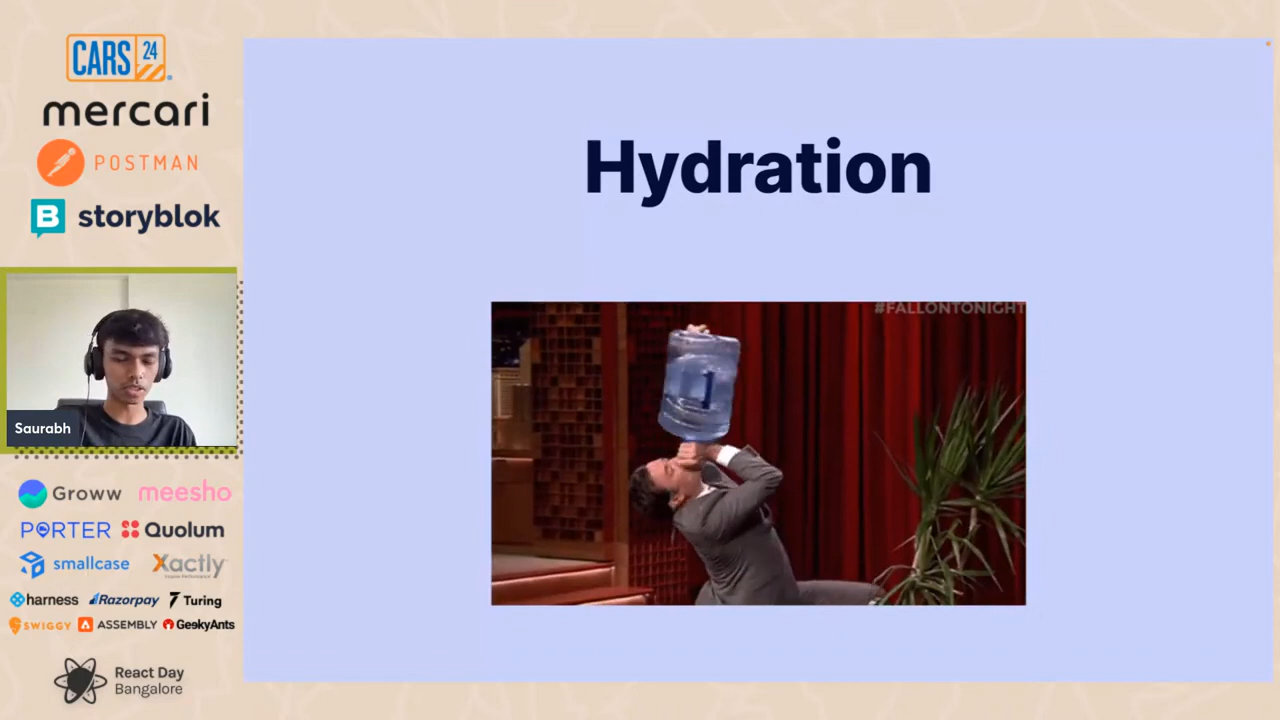 CARS 24
mercari
POSTMAN
B storyblok
Saurabh
Groww meesho
PORTER Quolum
smallcase Xactly
harness Razorpay Turing
SWIGGY ASSEMBLY GeekyAnts
React Day
Bangalore
Hydration
#FALLONTONIGHT